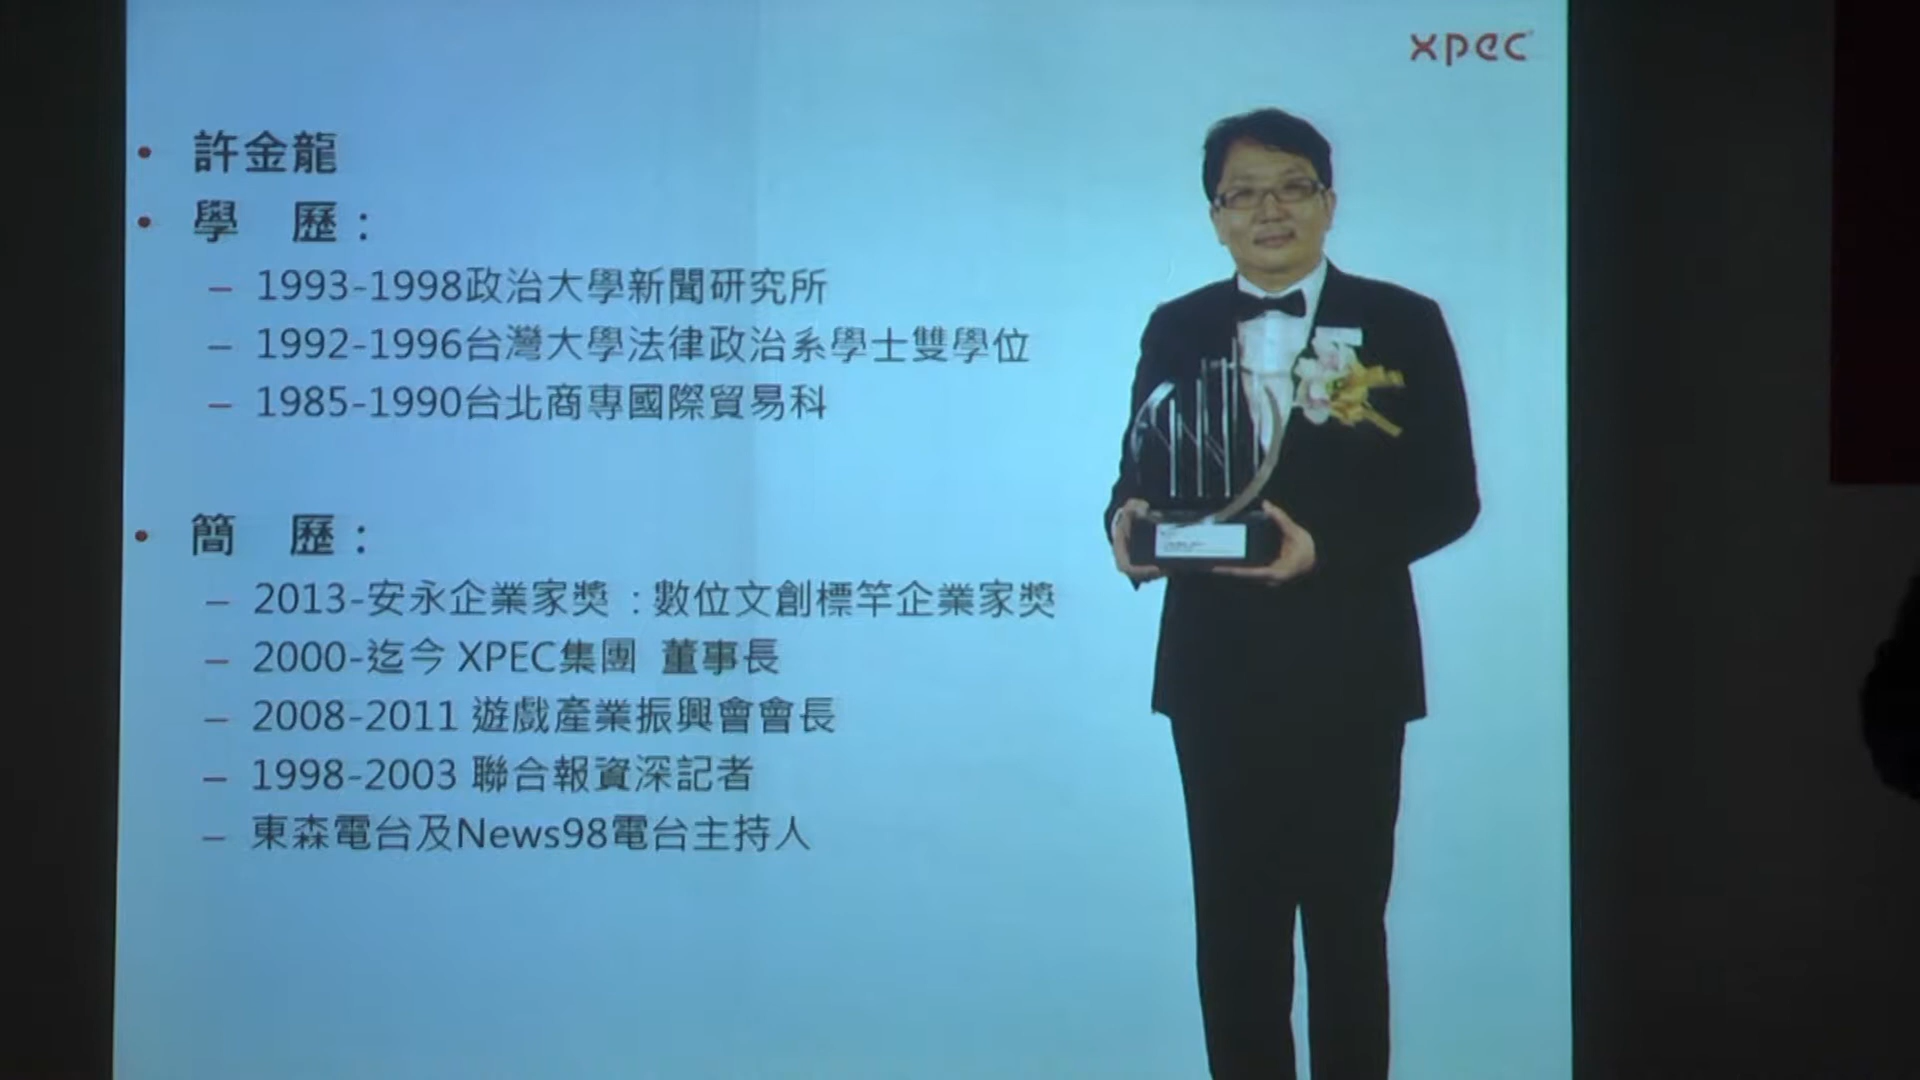 xpec
許金龍
學 歷：
1993-1998政治大學新聞研究所
1992-1996台灣大學法律政治系學士雙學位
1985-1990台北商專國際貿易科
簡 歷：
2013-安永企業家獎：數位文創標竿企業家獎
2000-迄今 XPEC集團 董事長
2008-2011 遊戲產業振興會會長
1998-2003 聯合報資深記者
東森電台及News98電台主持人